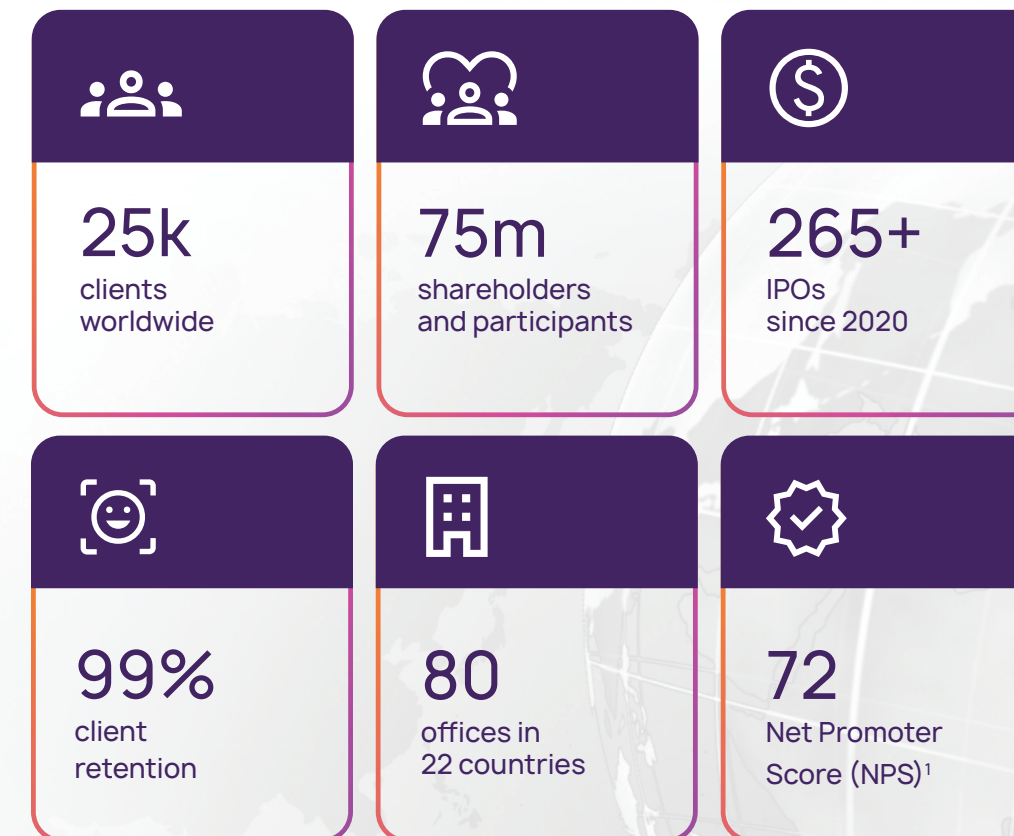 25k
clients
worldwide
75m
shareholders
and participants
265+
IPOs
since 2020
99%
client
retention
80
offices in
22 countries
72
Net Promoter
Score (NPS)¹